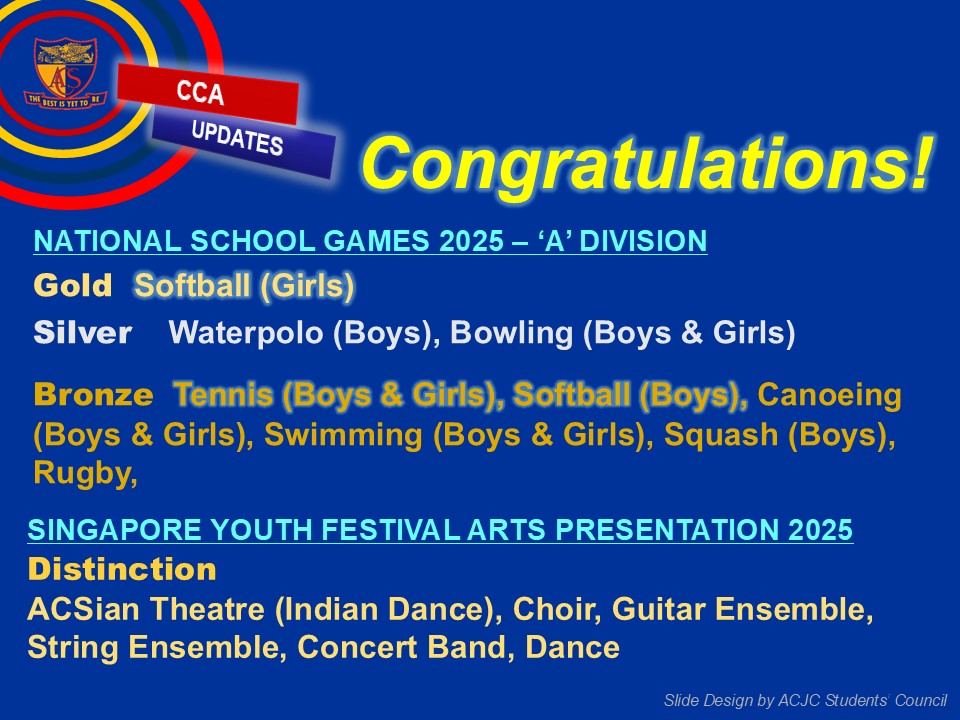 ACS
THE BEST IS YET TO BE
CCA
UPDATES
Congratulations!
NATIONAL SCHOOL GAMES 2025 – ‘A’ DIVISION
Gold Softball (Girls)
Silver Waterpolo (Boys), Bowling (Boys & Girls)
Bronze Tennis (Boys & Girls), Softball (Boys), Canoeing
(Boys & Girls), Swimming (Boys & Girls), Squash (Boys),
Rugby,
SINGAPORE YOUTH FESTIVAL ARTS PRESENTATION 2025
Distinction
ACSian Theatre (Indian Dance), Choir, Guitar Ensemble,
String Ensemble, Concert Band, Dance
Slide Design by ACJC Students’ Council